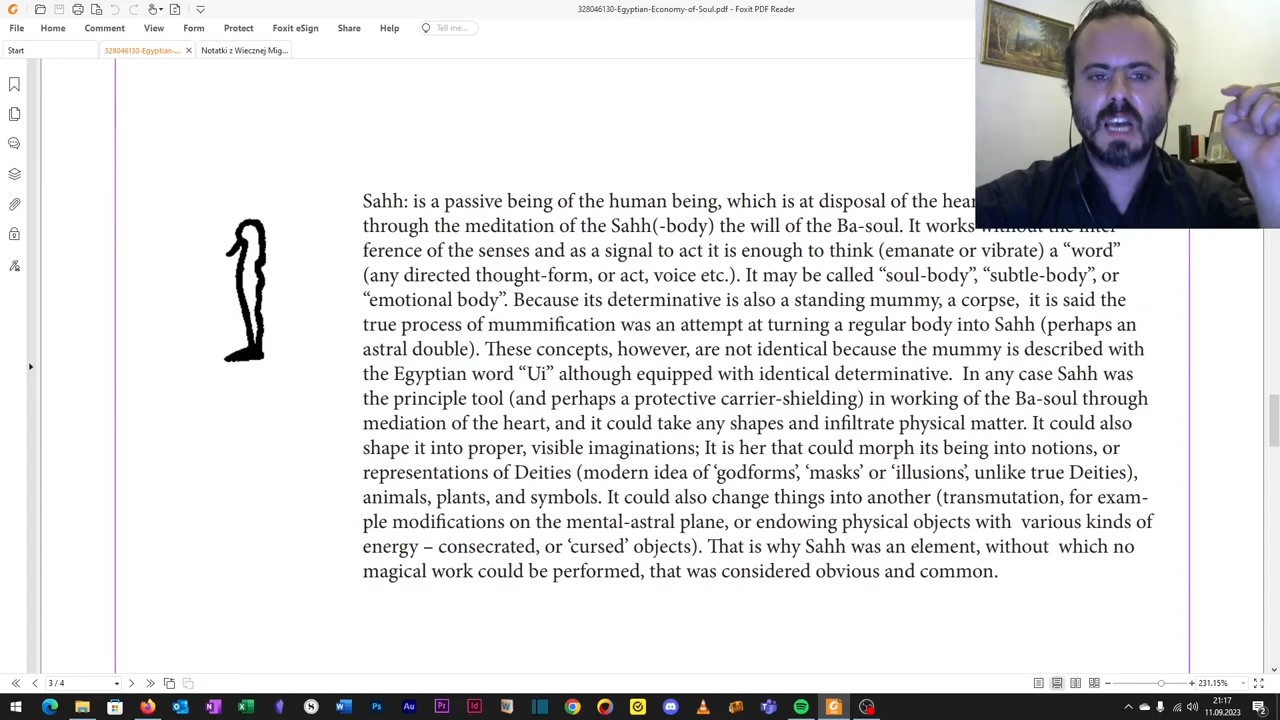 328046130-Egyptian-Economy-of-Soul.pdf - Foxit PDF Reader
File Home Comment View Form Protect Foxit eSign Share Help Tell me...
Start 328046130-Egyptian-... Notatki z Wiecznej Mig...
Sahh: is a passive being of the human being, which is at disposal of the hear
through the meditation of the Sahh(-body) the will of the Ba-soul. It works without the inter-
ference of the senses and as a signal to act it is enough to think (emanate or vibrate) a “word”
(any directed thought-form, or act, voice etc.). It may be called “soul-body”, “subtle-body”, or
“emotional body”. Because its determinative is also a standing mummy, a corpse, it is said the
true process of mummification was an attempt at turning a regular body into Sahh (perhaps an
astral double). These concepts, however, are not identical because the mummy is described with
the Egyptian word “Ui” although equipped with identical determinative. In any case Sahh was
the principle tool (and perhaps a protective carrier-shielding) in working of the Ba-soul through
mediation of the heart, and it could take any shapes and infiltrate physical matter. It could also
shape it into proper, visible imaginations; It is her that could morph its being into notions, or
representations of Deities (modern idea of ‘godforms’, ‘masks’ or ‘illusions’, unlike true Deities),
animals, plants, and symbols. It could also change things into another (transmutation, for exam-
ple modifications on the mental-astral plane, or endowing physical objects with various kinds of
energy – consecrated, or ‘cursed’ objects). That is why Sahh was an element, without which no
magical work could be performed, that was considered obvious and common.
3 / 4 231.15%
21:17
11.09.2023